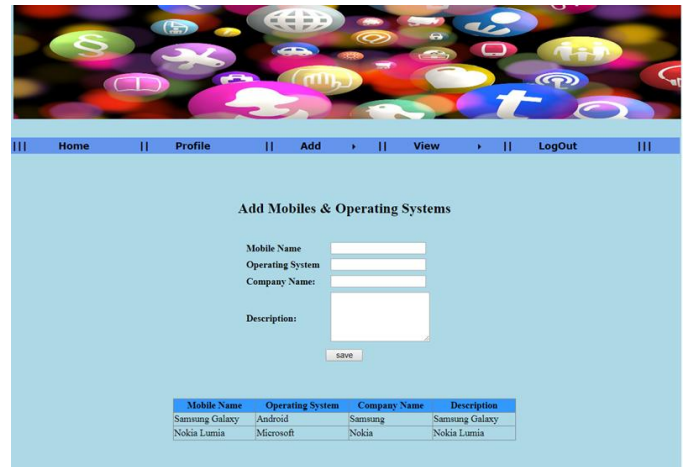 ||| Home || Profile || Add || View || LogOut |||
Add Mobiles & Operating Systems
Mobile Name
Operating System
Company Name:
Description:
save
Mobile Name Operating System Company Name Description
Samsung Galaxy Android Samsung Samsung Galaxy
Nokia Lumia Microsoft Nokia Nokia Lumia